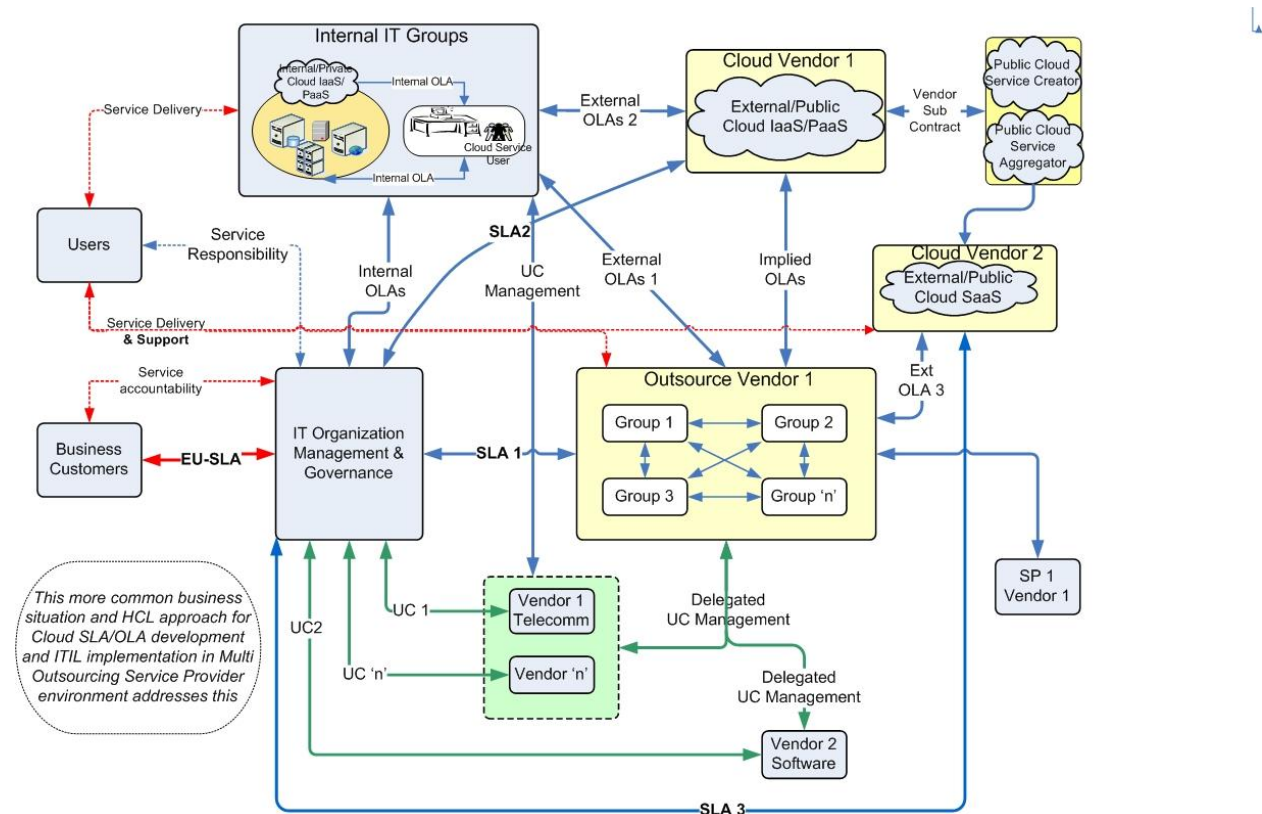 Internal IT Groups
Internal/Private
Cloud IaaS/
PaaS
Internal OLA
Cloud Service
User
Internal OLA
Service Delivery
External
OLAs 2
Cloud Vendor 1
External/Public
Cloud IaaS/PaaS
Vendor
Sub
Contract
Public Cloud
Service Creator
Public Cloud
Service
Aggregator
Users
Service
Responsibility
Internal
OLAs
SLA2
UC
Management
External
OLAs 1
Implied
OLAs
Cloud Vendor 2
External/Public
Cloud SaaS
Service Delivery
& Support
Service
accountability
Ext
OLA 3
Business
Customers
EU-SLA
IT Organization
Management &
Governance
SLA 1
Outsource Vendor 1
Group 1
Group 2
Group 3
Group ‘n’
SP 1
Vendor 1
This more common business
situation and HCL approach for
Cloud SLA/OLA development
and ITIL implementation in Multi
Outsourcing Service Provider
environment addresses this
UC2
UC 1
UC ‘n’
Vendor 1
Telecomm
Vendor ‘n’
Delegated
UC Management
Delegated
UC Management
Vendor 2
Software
SLA 3